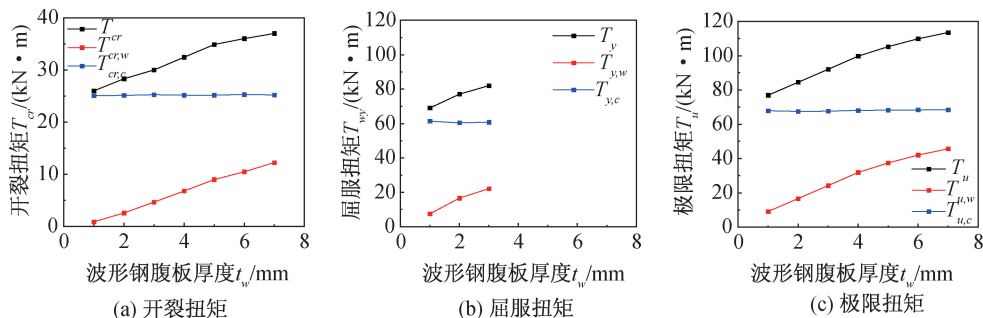 40
30
20
10
0
开裂扭矩T_cr/(kN·m)
T_cr
T_cr,w
T_cr,c
0 2 4 6 8
波形钢腹板厚度t_w/mm
(a) 开裂扭矩
120
100
80
60
40
20
0
屈服扭矩T_wy/(kN·m)
T_y
T_y,w
T_y,c
0 2 4 6 8
波形钢腹板厚度t_w/mm
(b) 屈服扭矩
120
100
80
60
40
20
0
极限扭矩T_u/(kN·m)
T_u
T_u,w
T_u,c
0 2 4 6 8
波形钢腹板厚度t_w/mm
(c) 极限扭矩